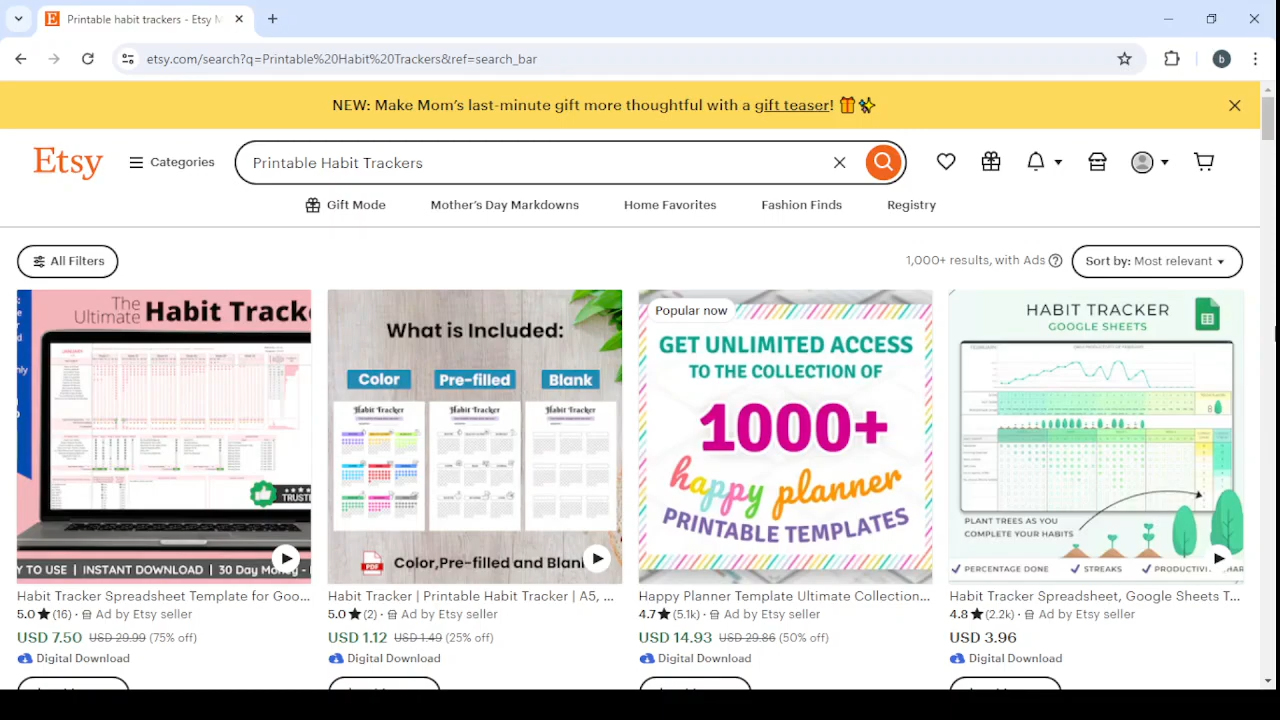 Printable habit trackers - Etsy
etsy.com/search?q=Printable%20Habit%20Trackers&ref=search_bar
b
NEW: Make Mom's last-minute gift more thoughtful with a gift teaser!
Etsy
Categories
Printable Habit Trackers
Gift Mode
Mother's Day Markdowns
Home Favorites
Fashion Finds
Registry
All Filters
1,000+ results, with Ads
Sort by: Most relevant
The Ultimate Habit
INSTANT DOWNLOAD | 30 Day
Habit Tracker Spreadsheet Template for Goo...
5.0 (16) · Ad by Etsy seller
USD 7.50 USD 29.99 (75% off)
Digital Download
What is Included:
Color
Pre-filled
Blank
Habit Tracker
Habit Tracker
Habit Tracker
PDF
Color,Pre-filled and
Habit Tracker | Printable Habit Tracker | A5, ...
5.0 (2) · Ad by Etsy seller
USD 1.12 USD 1.49 (25% off)
Digital Download
Popular now
GET UNLIMITED ACCESS
TO THE COLLECTION OF
1000+
happy planner
PRINTABLE TEMPLATES
Happy Planner Template Ultimate Collection...
4.7 (5.1k) · Ad by Etsy seller
USD 14.93 USD 29.86 (50% off)
Digital Download
HABIT TRACKER
GOOGLE SHEETS
PLANT TREES AS YOU
COMPLETE YOUR HABITS
PERCENTAGE DONE
STREAKS
Habit Tracker Spreadsheet, Google Sheets T...
4.8 (2.2k) · Ad by Etsy seller
USD 3.96
Digital Download